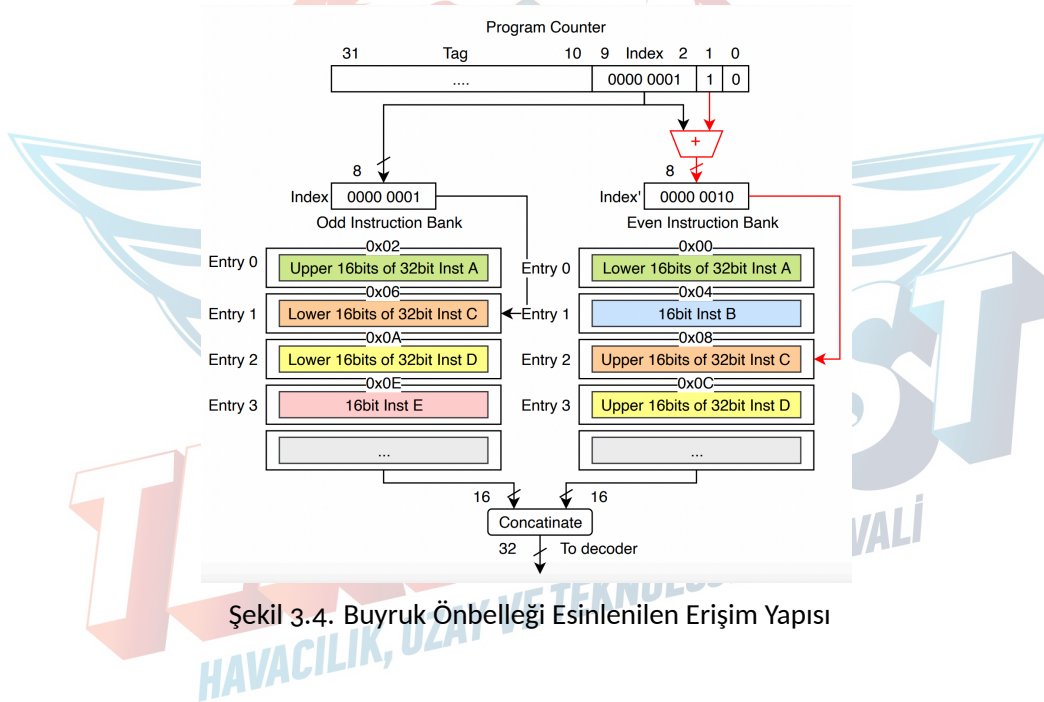 Program Counter
31 Tag 10 9 Index 2 1 0
.... 0000 0001 1 0
+
8 8
Index 0000 0001 Index' 0000 0010
Odd Instruction Bank Even Instruction Bank
0x02 0x00
Entry 0 Upper 16bits of 32bit Inst A Entry 0 Lower 16bits of 32bit Inst A
0x06 0x04
Entry 1 Lower 16bits of 32bit Inst C Entry 1 16bit Inst B
0x0A 0x08
Entry 2 Lower 16bits of 32bit Inst D Entry 2 Upper 16bits of 32bit Inst C
0x0E 0x0C
Entry 3 16bit Inst E Entry 3 Upper 16bits of 32bit Inst D
... ...
16 16
Concatinate
32 To decoder
Şekil 3.4. Buyruk Önbelleği Esinlenilen Erişim Yapısı
HAVACILIK, UZAY VE